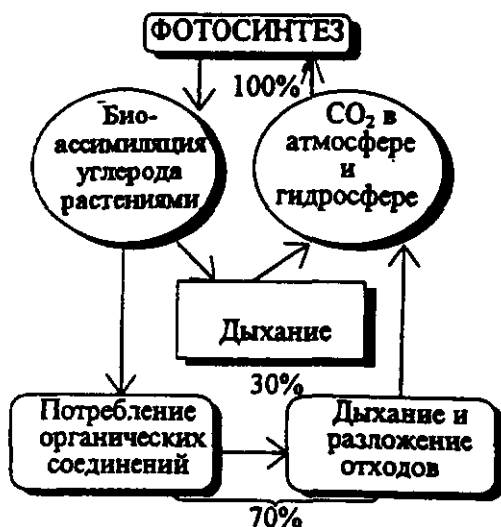 ФОТОСИНТЕЗ
100%
Био-
ассимиляция
углерода
растениями
CO₂ в
атмосфере
и
гидросфере
Дыхание
30%
Потребление
органических
соединений
Дыхание и
разложение
отходов
70%